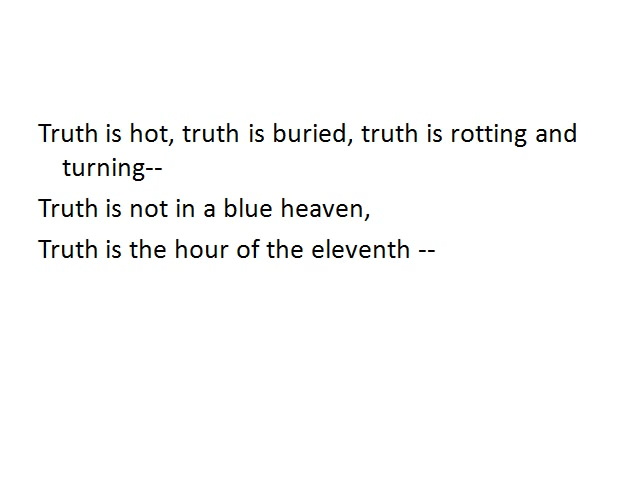 Truth is hot, truth is buried, truth is rotting and
turning--
Truth is not in a blue heaven,
Truth is the hour of the eleventh --